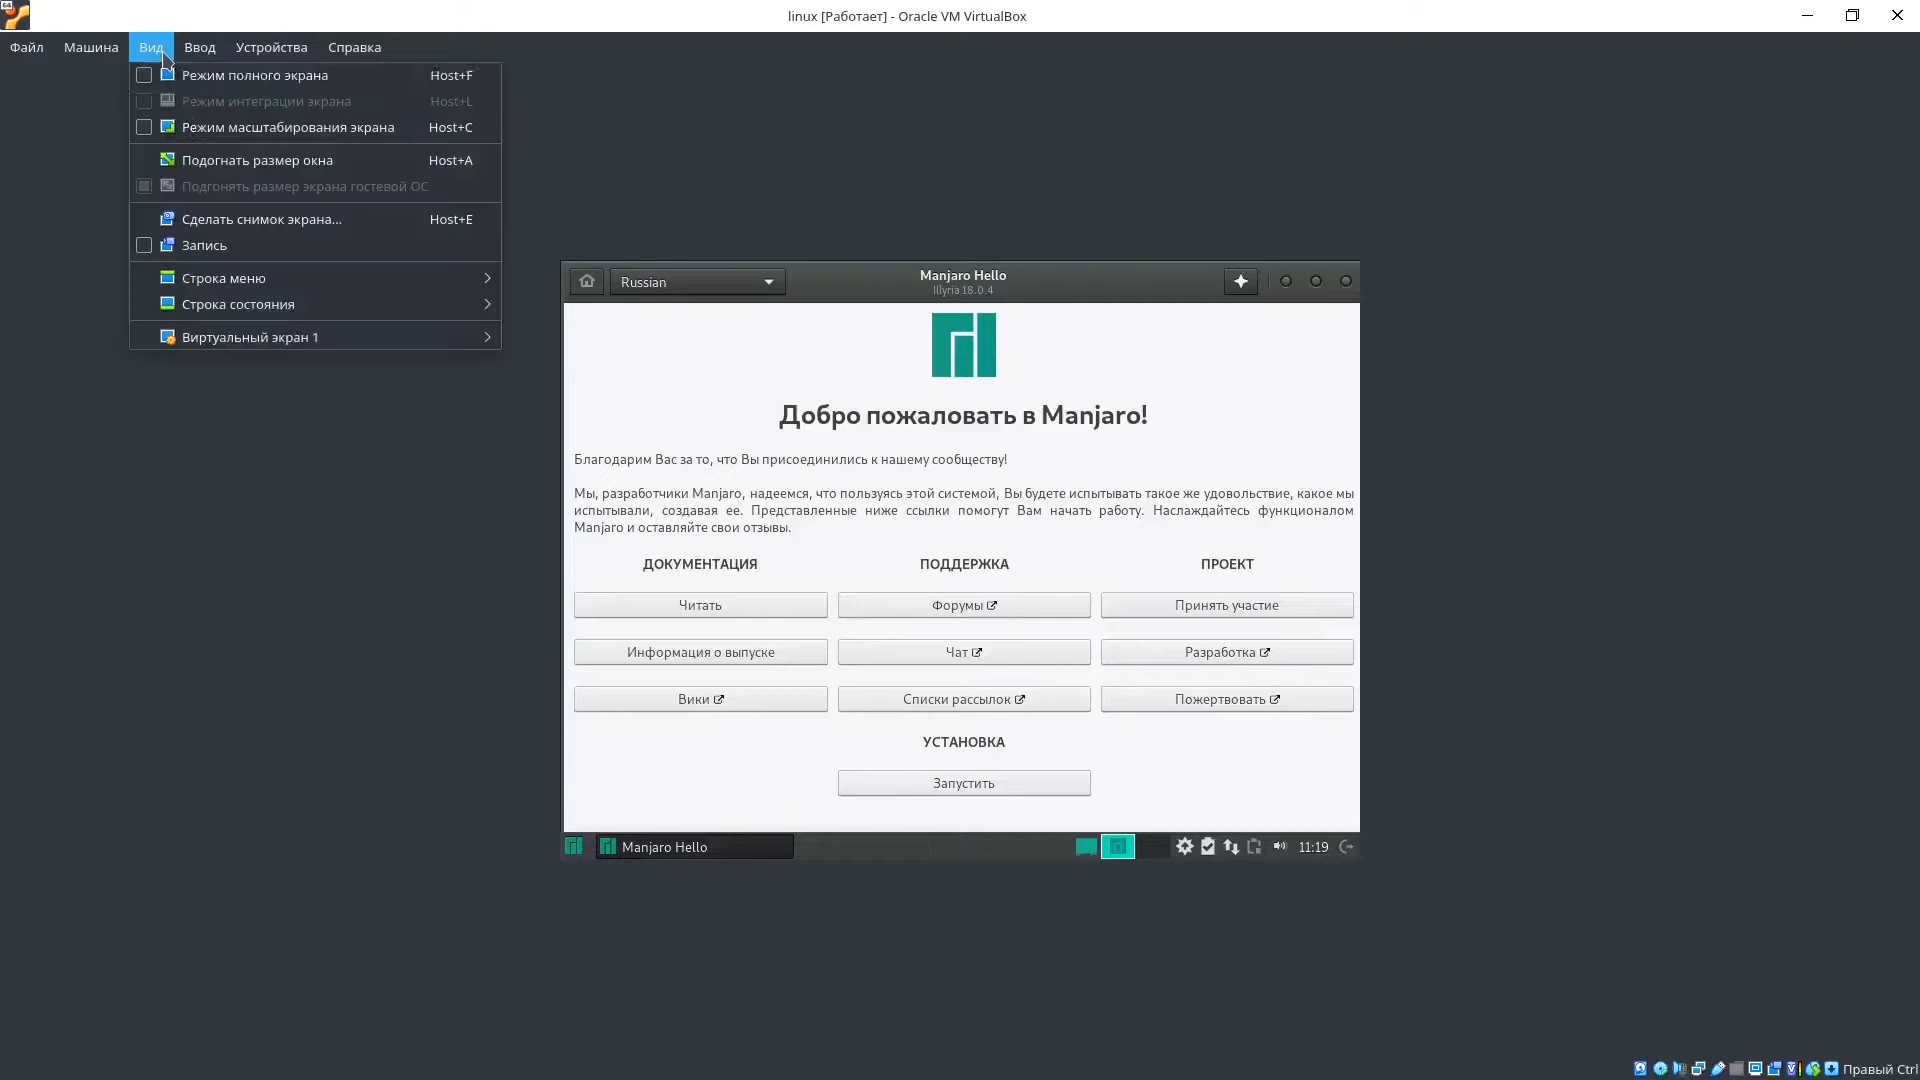 linux [Работает] - Oracle VM VirtualBox
Файл Машина Вид Ввод Устройства Справка
Режим полного экрана Host+F
Режим интеграции экрана Host+L
Режим масштабирования экрана Host+C
Подогнать размер окна Host+A
Подгонять размер экрана гостевой ОС
Сделать снимок экрана... Host+E
Запись
Строка меню
Строка состояния
Виртуальный экран 1
Russian
Manjaro Hello
Illyria 18.0.4
Добро пожаловать в Manjaro!
Благодарим Вас за то, что Вы присоединились к нашему сообществу!
Мы, разработчики Manjaro, надеемся, что пользуясь этой системой, Вы будете испытывать такое же удовольствие, какое мы
испытывали, создавая ее. Представленные ниже ссылки помогут Вам начать работу. Наслаждайтесь функционалом
Manjaro и оставляйте свои отзывы.
ДОКУМЕНТАЦИЯ ПОДДЕРЖКА ПРОЕКТ
Читать Форумы Принять участие
Информация о выпуске Чат Разработка
Вики Списки рассылок Пожертвовать
УСТАНОВКА
Запустить
Manjaro Hello 11:19
Правый Ctrl